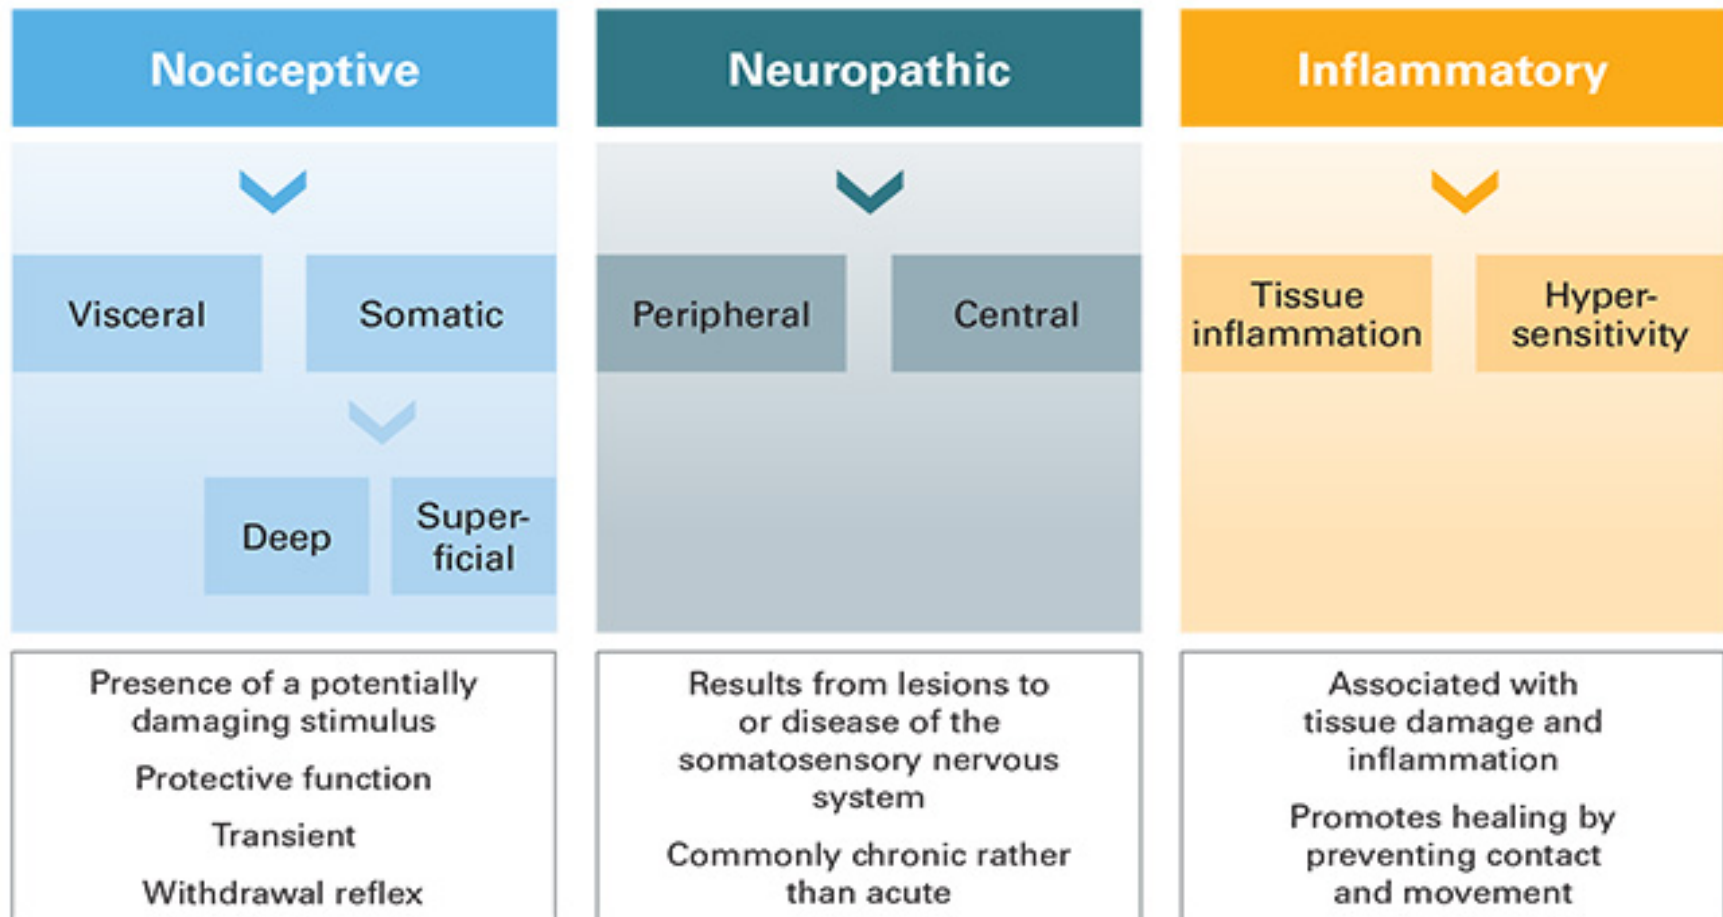 Nociceptive
Visceral
Somatic
Deep
Super-
ficial
Presence of a potentially
damaging stimulus
Protective function
Transient
Withdrawal reflex
Neuropathic
Peripheral
Central
Results from lesions to
or disease of the
somatosensory nervous
system
Commonly chronic rather
than acute
Inflammatory
Tissue
inflammation
Hyper-
sensitivity
Associated with
tissue damage and
inflammation
Promotes healing by
preventing contact
and movement